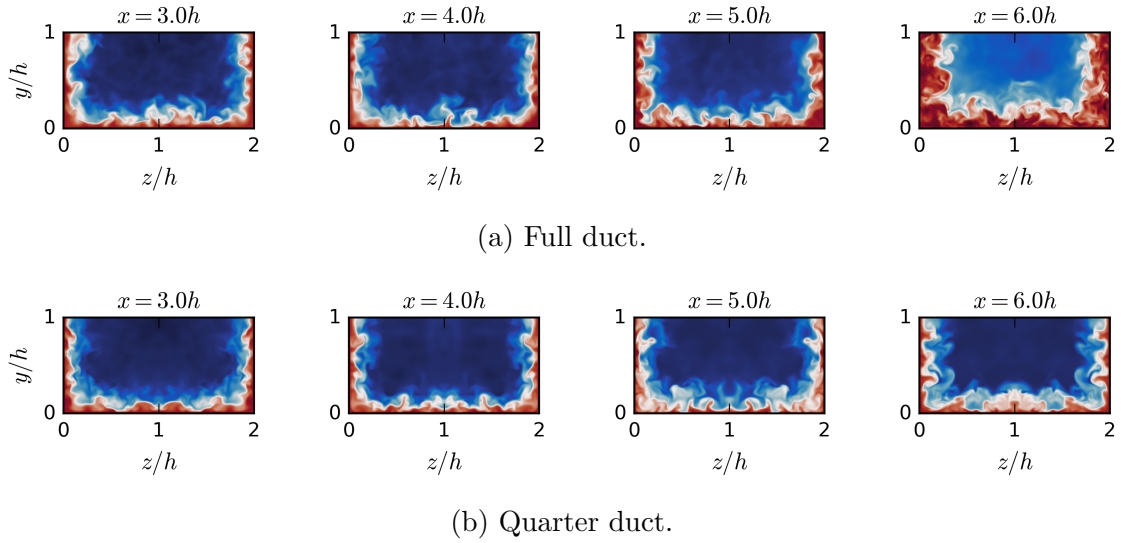 x = 3.0h x = 4.0h x = 5.0h x = 6.0h
y/h
1 0
0 1 2 0 1 2 0 1 2 0 1 2
z/h z/h z/h z/h
(a) Full duct.
x = 3.0h x = 4.0h x = 5.0h x = 6.0h
y/h
1 0
0 1 2 0 1 2 0 1 2 0 1 2
z/h z/h z/h z/h
(b) Quarter duct.